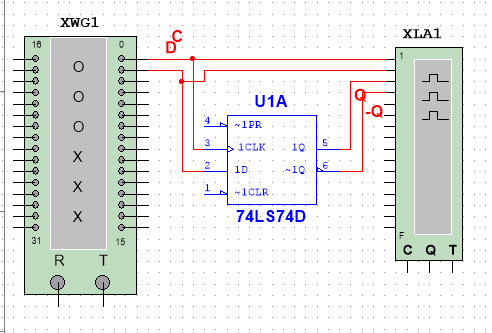 XWG1
XLA1
16 0
C
D
1
O
O
O
X
X
X
U1A
Q
-Q
4 ~1PR
3 1CLK 1Q 5
2 1D ~1Q 6
1 ~1CLR
74LS74D
31 15
F
R T
C Q T